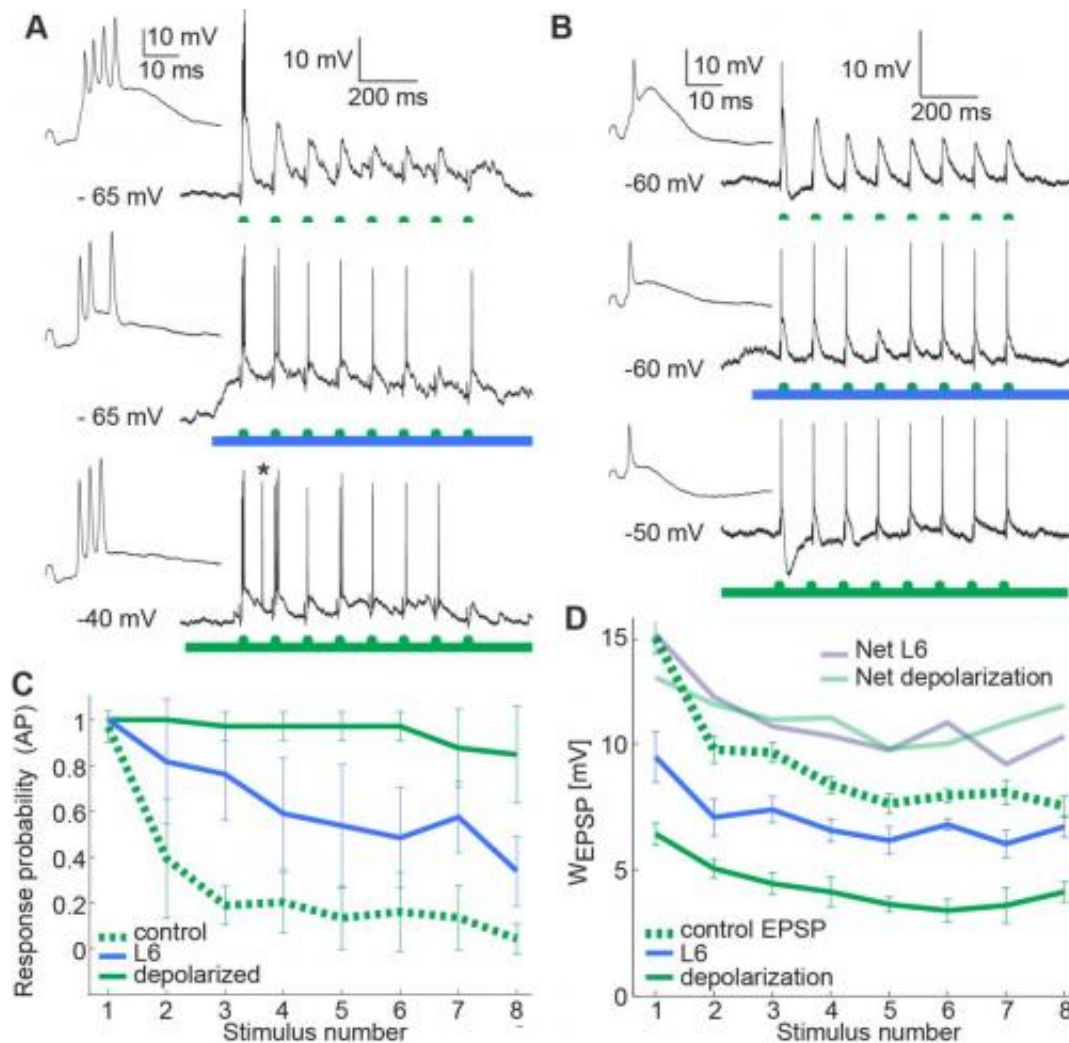 A
10 mV
10 ms
10 mV
200 ms
- 65 mV
- 65 mV
*
-40 mV
B
10 mV
10 ms
10 mV
200 ms
-60 mV
-60 mV
-50 mV
C
Response probability (AP)
1
0.8
0.6
0.4
0.2
0
control
L6
depolarized
1 2 3 4 5 6 7 8
Stimulus number
D
WEPSP [mV]
15
10
5
0
Net L6
Net depolarization
control EPSP
L6
depolarization
1 2 3 4 5 6 7 8
Stimulus number